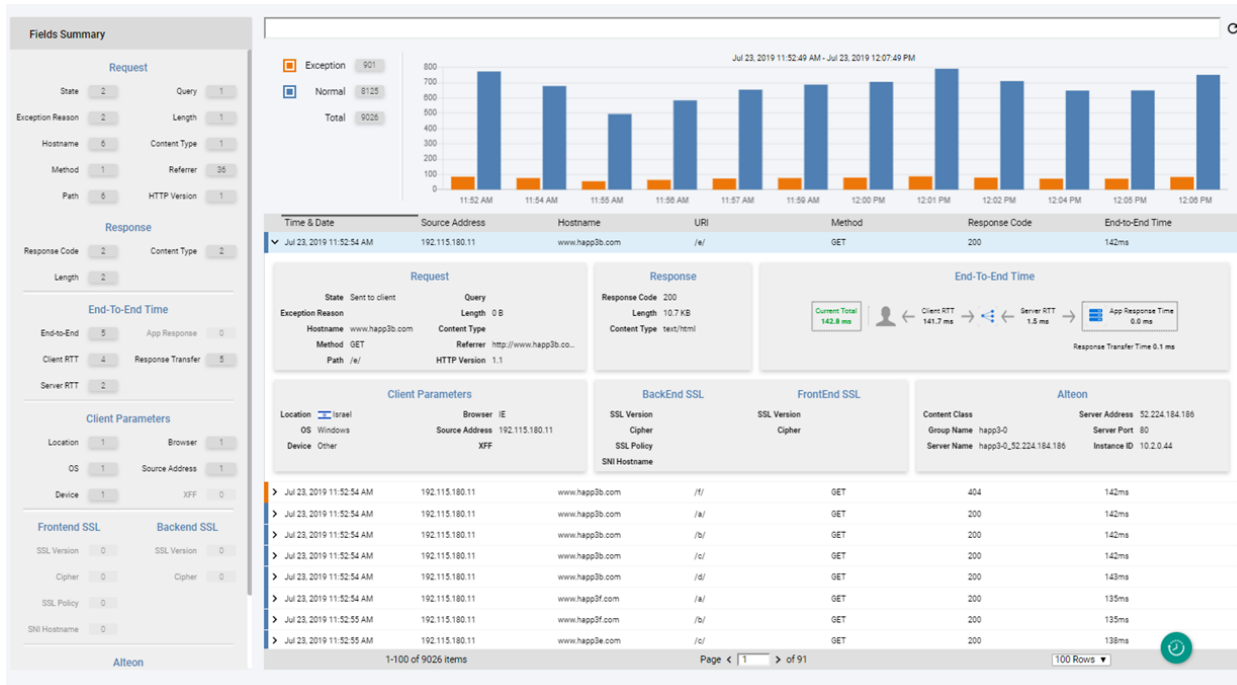 Fields Summary
Request
State 2 Query 1
Exception Reason 2 Length 1
Hostname 6 Content Type 1
Method 1 Referrer 36
Path 6 HTTP Version 1
Response
Response Code 2 Content Type 2
Length 2
End-To-End Time
End-to-End 5 App Response 0
Client RTT 4 Response Transfer 5
Server RTT 2
Client Parameters
Location 1 Browser 1
OS 1 Source Address 1
Device 1 XFF 0
Frontend SSL Backend SSL
SSL Version 0 SSL Version 0
Cipher 0 Cipher 0
SSL Policy 0
SNI Hostname 0
Alteon
Exception 901
Normal 8125
Total 9026
Jul 23, 2019 11:52:49 AM - Jul 23, 2019 12:07:49 PM
800
700
600
500
400
300
200
100
0
11:52 AM 11:54 AM 11:55 AM 11:56 AM 11:57 AM 11:59 AM 12:00 PM 12:01 PM 12:02 PM 12:04 PM 12:05 PM 12:06 PM
Time & Date Source Address Hostname URI Method Response Code End-to-End Time
Jul 23, 2019 11:52:54 AM 192.115.180.11 www.happ3b.com /e/ GET 200 142ms
Request
State Sent to client Query
Exception Reason Length 0 B
Hostname www.happ3b.com Content Type
Method GET Referrer http://www.happ3b.co...
Path /e/ HTTP Version 1.1
Response
Response Code 200
Length 10.7 KB
Content Type text/html
End-To-End Time
Current Total
142.8 ms
Client RTT
141.7 ms
Server RTT
1.5 ms
App Response Time
0.0 ms
Response Transfer Time 0.1 ms
Client Parameters
Location Israel Browser IE
OS Windows Source Address 192.115.180.11
Device Other XFF
BackEnd SSL FrontEnd SSL
SSL Version SSL Version
Cipher Cipher
SSL Policy
SNI Hostname
Alteon
Content Class Server Address 52.224.184.186
Group Name happ3-0 Server Port 80
Server Name happ3-0_52.224.184.186 Instance ID 10.2.0.44
Jul 23, 2019 11:52:54 AM 192.115.180.11 www.happ3b.com /f/ GET 404 142ms
Jul 23, 2019 11:52:54 AM 192.115.180.11 www.happ3b.com /a/ GET 200 142ms
Jul 23, 2019 11:52:54 AM 192.115.180.11 www.happ3b.com /b/ GET 200 142ms
Jul 23, 2019 11:52:54 AM 192.115.180.11 www.happ3b.com /c/ GET 200 142ms
Jul 23, 2019 11:52:54 AM 192.115.180.11 www.happ3b.com /d/ GET 200 143ms
Jul 23, 2019 11:52:54 AM 192.115.180.11 www.happ3f.com /a/ GET 200 135ms
Jul 23, 2019 11:52:55 AM 192.115.180.11 www.happ3f.com /b/ GET 200 135ms
Jul 23, 2019 11:52:55 AM 192.115.180.11 www.happ3e.com /c/ GET 200 138ms
1-100 of 9026 items Page 1 of 91 100 Rows